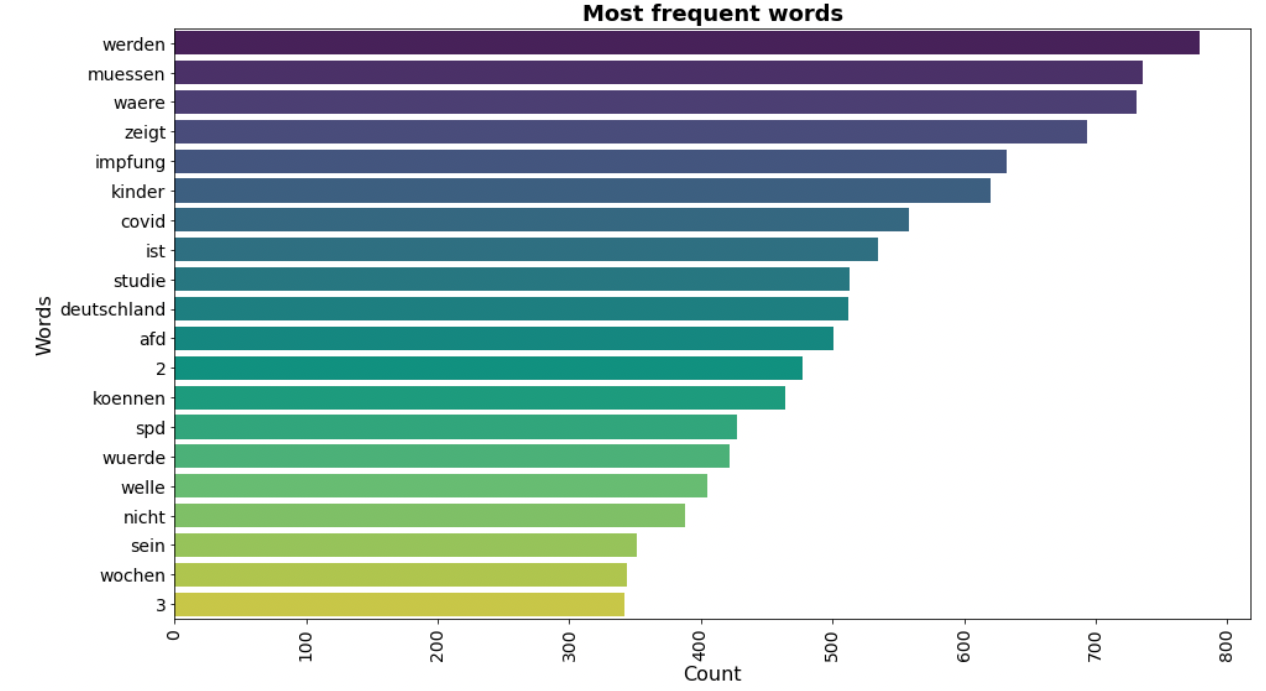 Most frequent words
werden
muessen
waere
zeigt
impfung
kinder
covid
ist
studie
deutschland
afd
2
koennen
spd
wuerde
welle
nicht
sein
wochen
3
Words
0
100
200
300
400
500
600
700
800
Count